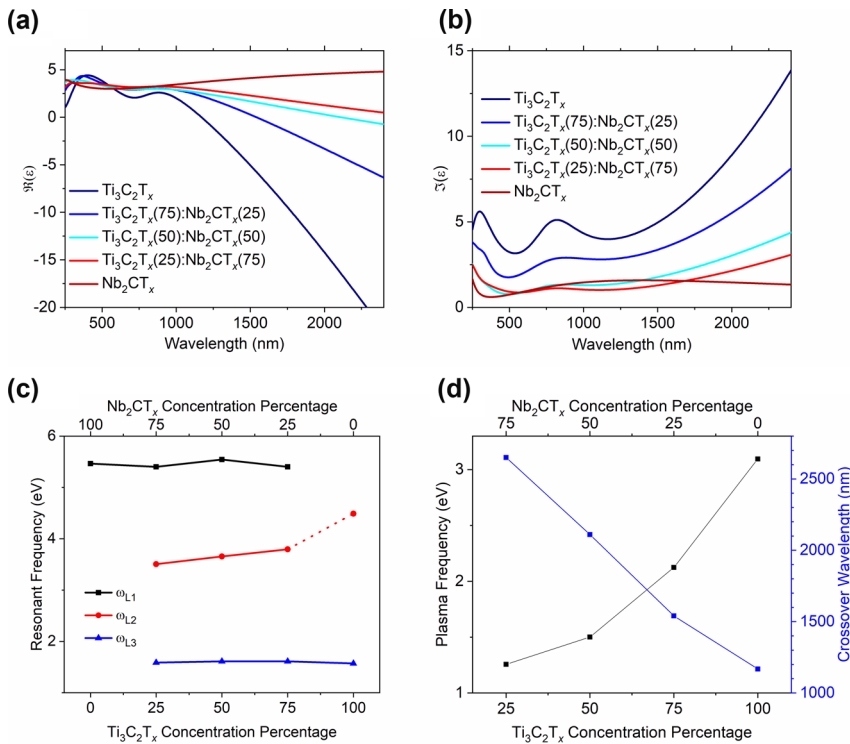 (a)
5
0
-5
-10
-15
-20
ℜ(ε)
Ti₃C₂Tₓ
Ti₃C₂Tₓ(75):Nb₂CTₓ(25)
Ti₃C₂Tₓ(50):Nb₂CTₓ(50)
Ti₃C₂Tₓ(25):Nb₂CTₓ(75)
Nb₂CTₓ
500 1000 1500 2000
Wavelength (nm)
(b)
15
10
5
0
ℑ(ε)
Ti₃C₂Tₓ
Ti₃C₂Tₓ(75):Nb₂CTₓ(25)
Ti₃C₂Tₓ(50):Nb₂CTₓ(50)
Ti₃C₂Tₓ(25):Nb₂CTₓ(75)
Nb₂CTₓ
500 1000 1500 2000
Wavelength (nm)
(c)
Nb₂CTₓ Concentration Percentage
100 75 50 25 0
6
4
2
Resonant Frequency (eV)
ω_L1
ω_L2
ω_L3
0 25 50 75 100
Ti₃C₂Tₓ Concentration Percentage
(d)
Nb₂CTₓ Concentration Percentage
75 50 25 0
3
2
1
Plasma Frequency (eV)
2500
2000
1500
1000
Crossover Wavelength (nm)
25 50 75 100
Ti₃C₂Tₓ Concentration Percentage